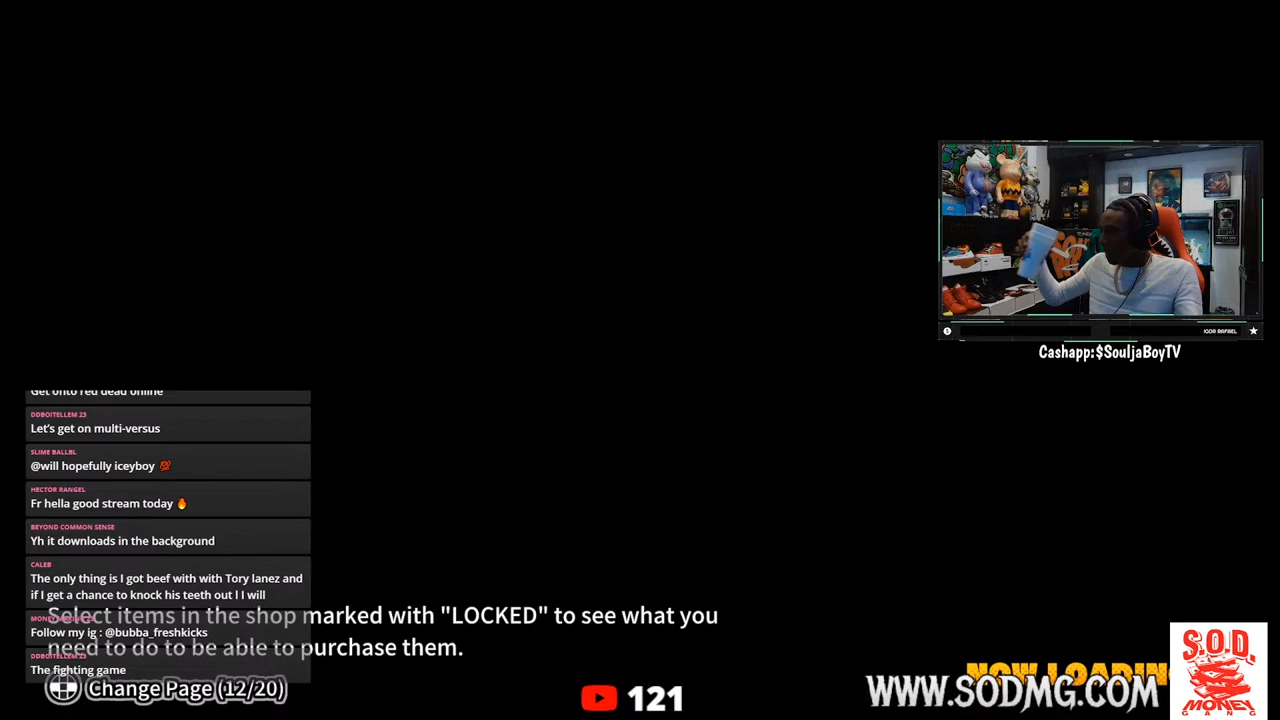 IGOR RAFAEL
Cashapp:$SouljaBoyTV
Get onto red dead online
DDBOITELLEM 23
Let's get on multi-versus
SLIME BALLBL
@will hopefully iceyboy 💯
HECTOR RANGEL
Fr hella good stream today 🔥
BEYOND COMMON SENSE
Yh it downloads in the background
CALEB
The only thing is I got beef with with Tory lanez and
if I get a chance to knock his teeth out I I will
Follow my ig : @bubba_freshkicks
DDBOITELLEM 23
The fighting game
Select items in the shop marked with "LOCKED" to see what you
need to do to be able to purchase them.
Change Page (12/20)
121
NOW LOADING
WWW.SODMG.COM
S.O.D.
MONEY
GANG